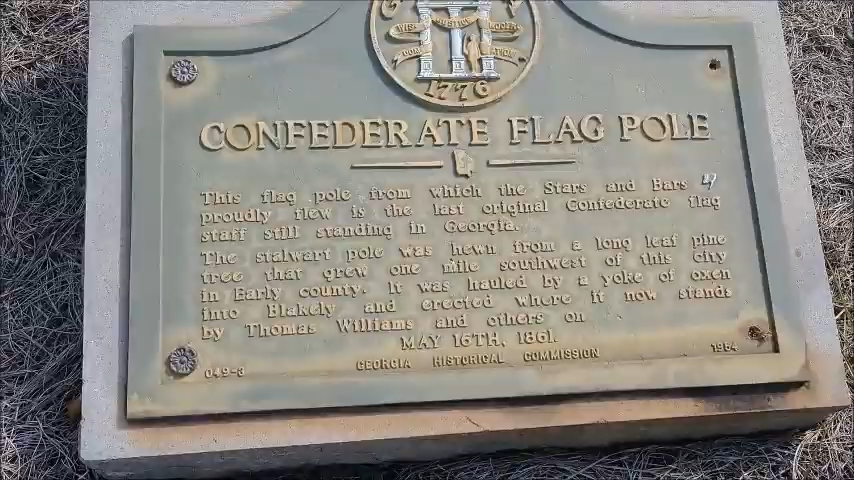 WISDOM JUSTICE MODERATION
1776
CONFEDERATE FLAG POLE
This flag pole from which the Stars and Bars
proudly flew is the last original Confederate flag
staff still standing in Georgia.
The stalwart pole was hewn from a long leaf pine
tree that grew one mile southwest of this city
in Early county. It was hauled by a yoke of oxen
into Blakely and erected where it now stands
by Thomas Williams and others on
MAY 16TH, 1861.
049-3 GEORGIA HISTORICAL COMMISSION 1954